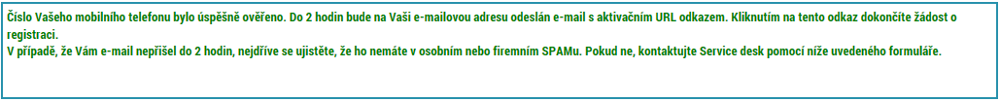 Číslo Vašeho mobilního telefonu bylo úspěšně ověřeno. Do 2 hodin bude na Vaši e-mailovou adresu odeslán e-mail s aktivačním URL odkazem. Kliknutím na tento odkaz dokončíte žádost o
registraci.
V případě, že Vám e-mail nepřišel do 2 hodin, nejdříve se ujistěte, že ho nemáte v osobním nebo firemním SPAMu. Pokud ne, kontaktujte Service desk pomocí níže uvedeného formuláře.